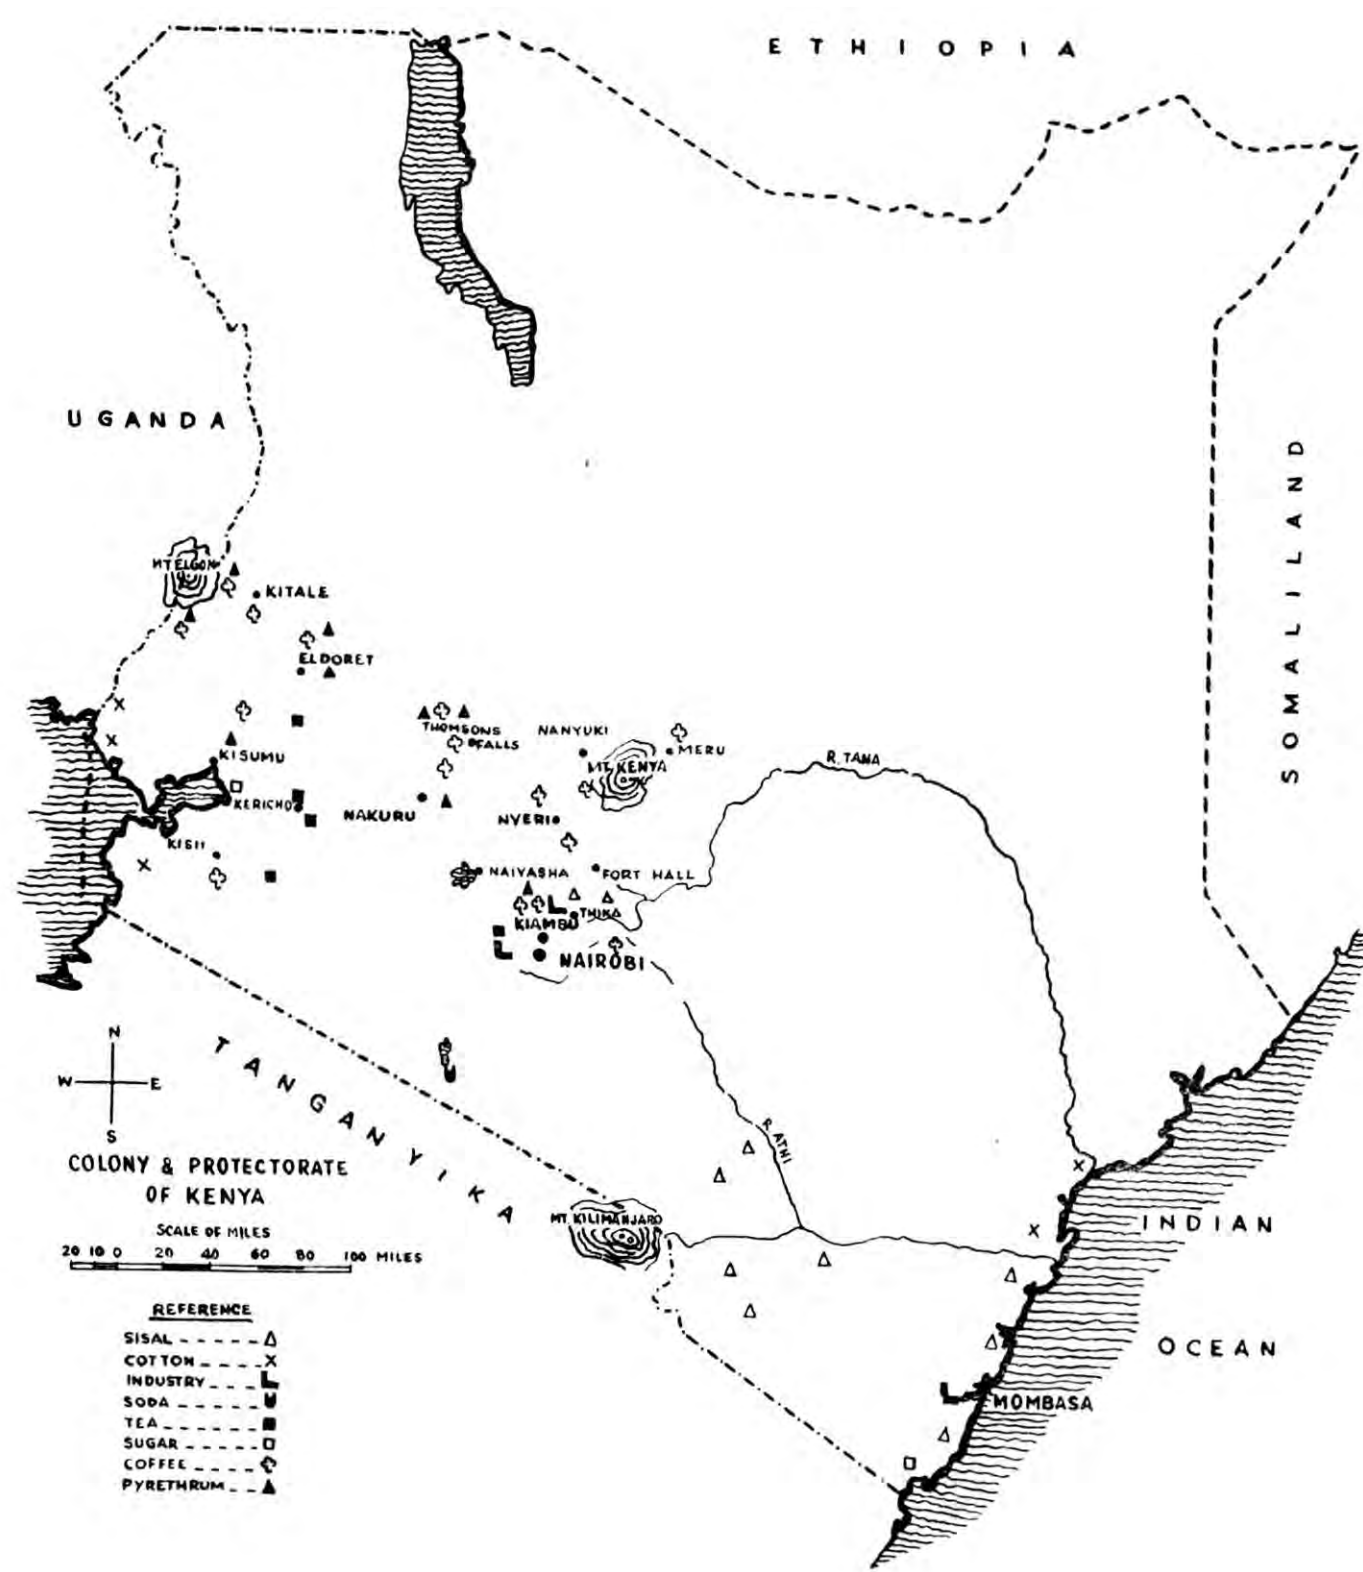 ETHIOPIA
UGANDA
SOMALILAND
MT ELGON
KITALE
ELDORET
THOMSONS
FALLS
NANYUKI
MERU
KISUMU
MT. KENYA
R. TANA
KERICHO
NAKURU
NYERI
KISII
NAIVASHA
FORT HALL
THIKA
KIAMBU
NAIROBI
TANGANYIKA
N
W E
S
R. ATHI
COLONY & PROTECTORATE
OF KENYA
MT. KILIMANJARO
INDIAN
OCEAN
SCALE OF MILES
20 10 0 20 40 60 80 100 MILES
MOMBASA
REFERENCE
SISAL
COTTON
INDUSTRY
SODA
TEA
SUGAR
COFFEE
PYRETHRUM